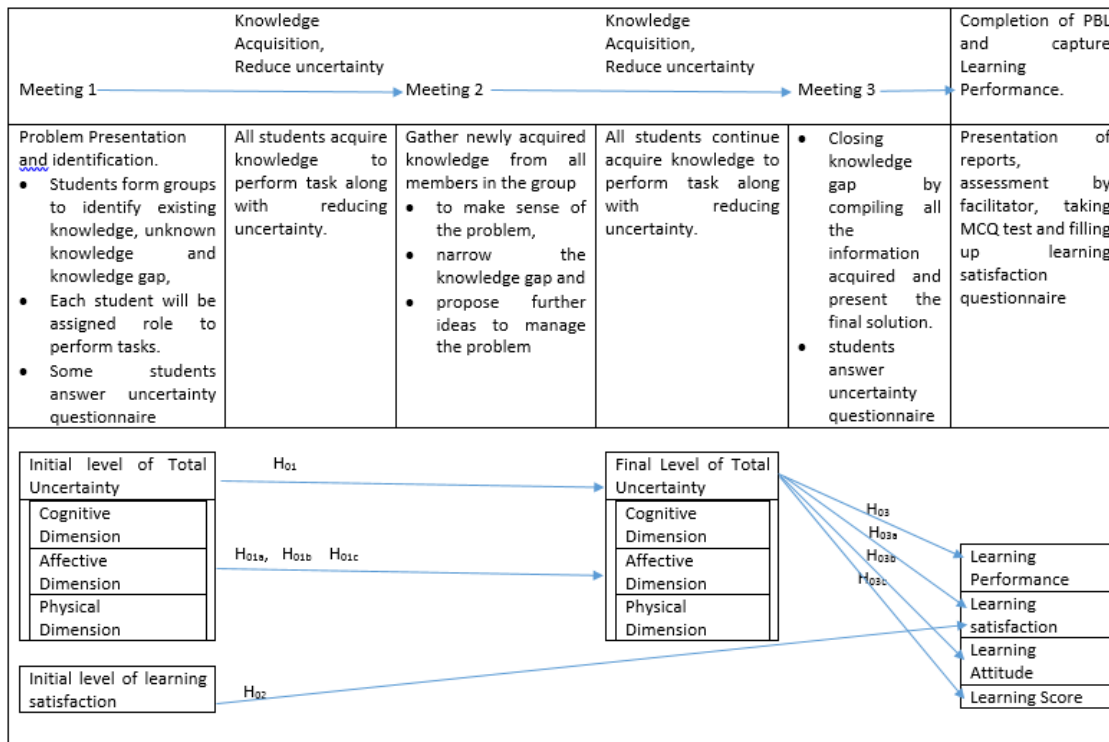 Knowledge
Acquisition,
Reduce uncertainty
Knowledge
Acquisition,
Reduce uncertainty
Completion of PBL
and capture
Learning
Performance.
Meeting 1
Meeting 2
Meeting 3
Problem Presentation
and identification.
• Students form groups
to identify existing
knowledge, unknown
knowledge and
knowledge gap,
• Each student will be
assigned role to
perform tasks.
• Some students
answer uncertainty
questionnaire
All students acquire
knowledge to
perform task along
with reducing
uncertainty.
Gather newly acquired
knowledge from all
members in the group
• to make sense of
the problem,
• narrow the
knowledge gap and
• propose further
ideas to manage
the problem
All students continue
acquire knowledge to
perform task along
with reducing
uncertainty.
• Closing
knowledge
gap by
compiling all
the
information
acquired and
present the
final solution.
• students
answer
uncertainty
questionnaire
Presentation of
reports,
assessment by
facilitator, taking
MCQ test and filling
up learning
satisfaction
questionnaire
Initial level of Total
Uncertainty
Cognitive
Dimension
Affective
Dimension
Physical
Dimension
H01
H01a, H01b H01c
Final Level of Total
Uncertainty
Cognitive
Dimension
Affective
Dimension
Physical
Dimension
H03
H03a
H03b
H03c
Learning
Performance
Learning
satisfaction
Learning
Attitude
Learning Score
Initial level of learning
satisfaction
H02